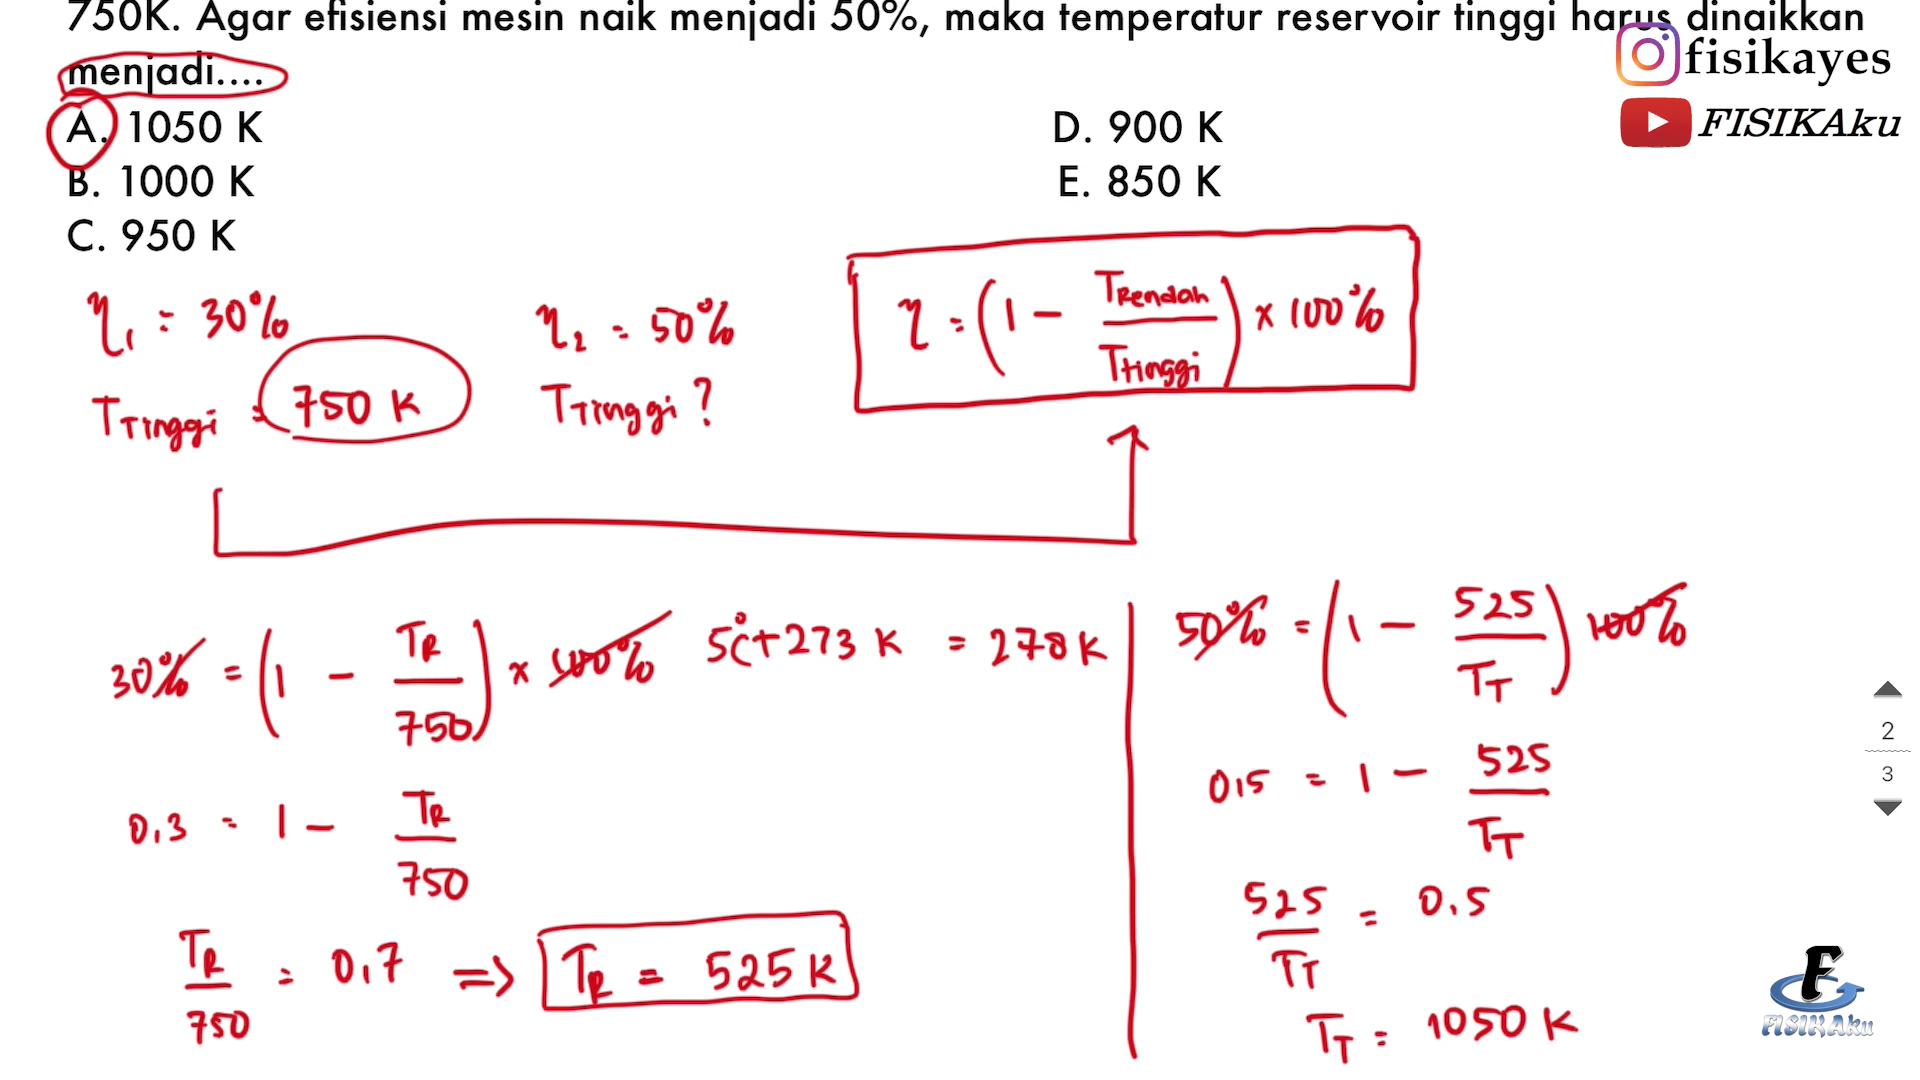 750K. Agar efisiensi mesin naik menjadi 50%, maka temperatur reservoir tinggi harus dinaikkan
menjadi....
fisikayes
FISIKAku
A. 1050 K
D. 900 K
B. 1000 K
E. 850 K
C. 950 K
η₁ = 30%
η₂ = 50%
η = (1 - TRendah/Ttinggi) x 100%
TTinggi = 750 K
TTinggi ?
30% = (1 - TR/750) x 100%
5°C+273 K = 278 K
50% = (1 - 525/TT) 100%
0,3 = 1 - TR/750
0,5 = 1 - 525/TT
TR/750 = 0,7 => TR = 525 K
525/TT = 0.5
TT = 1050 K
2
3
F
FISIKAku